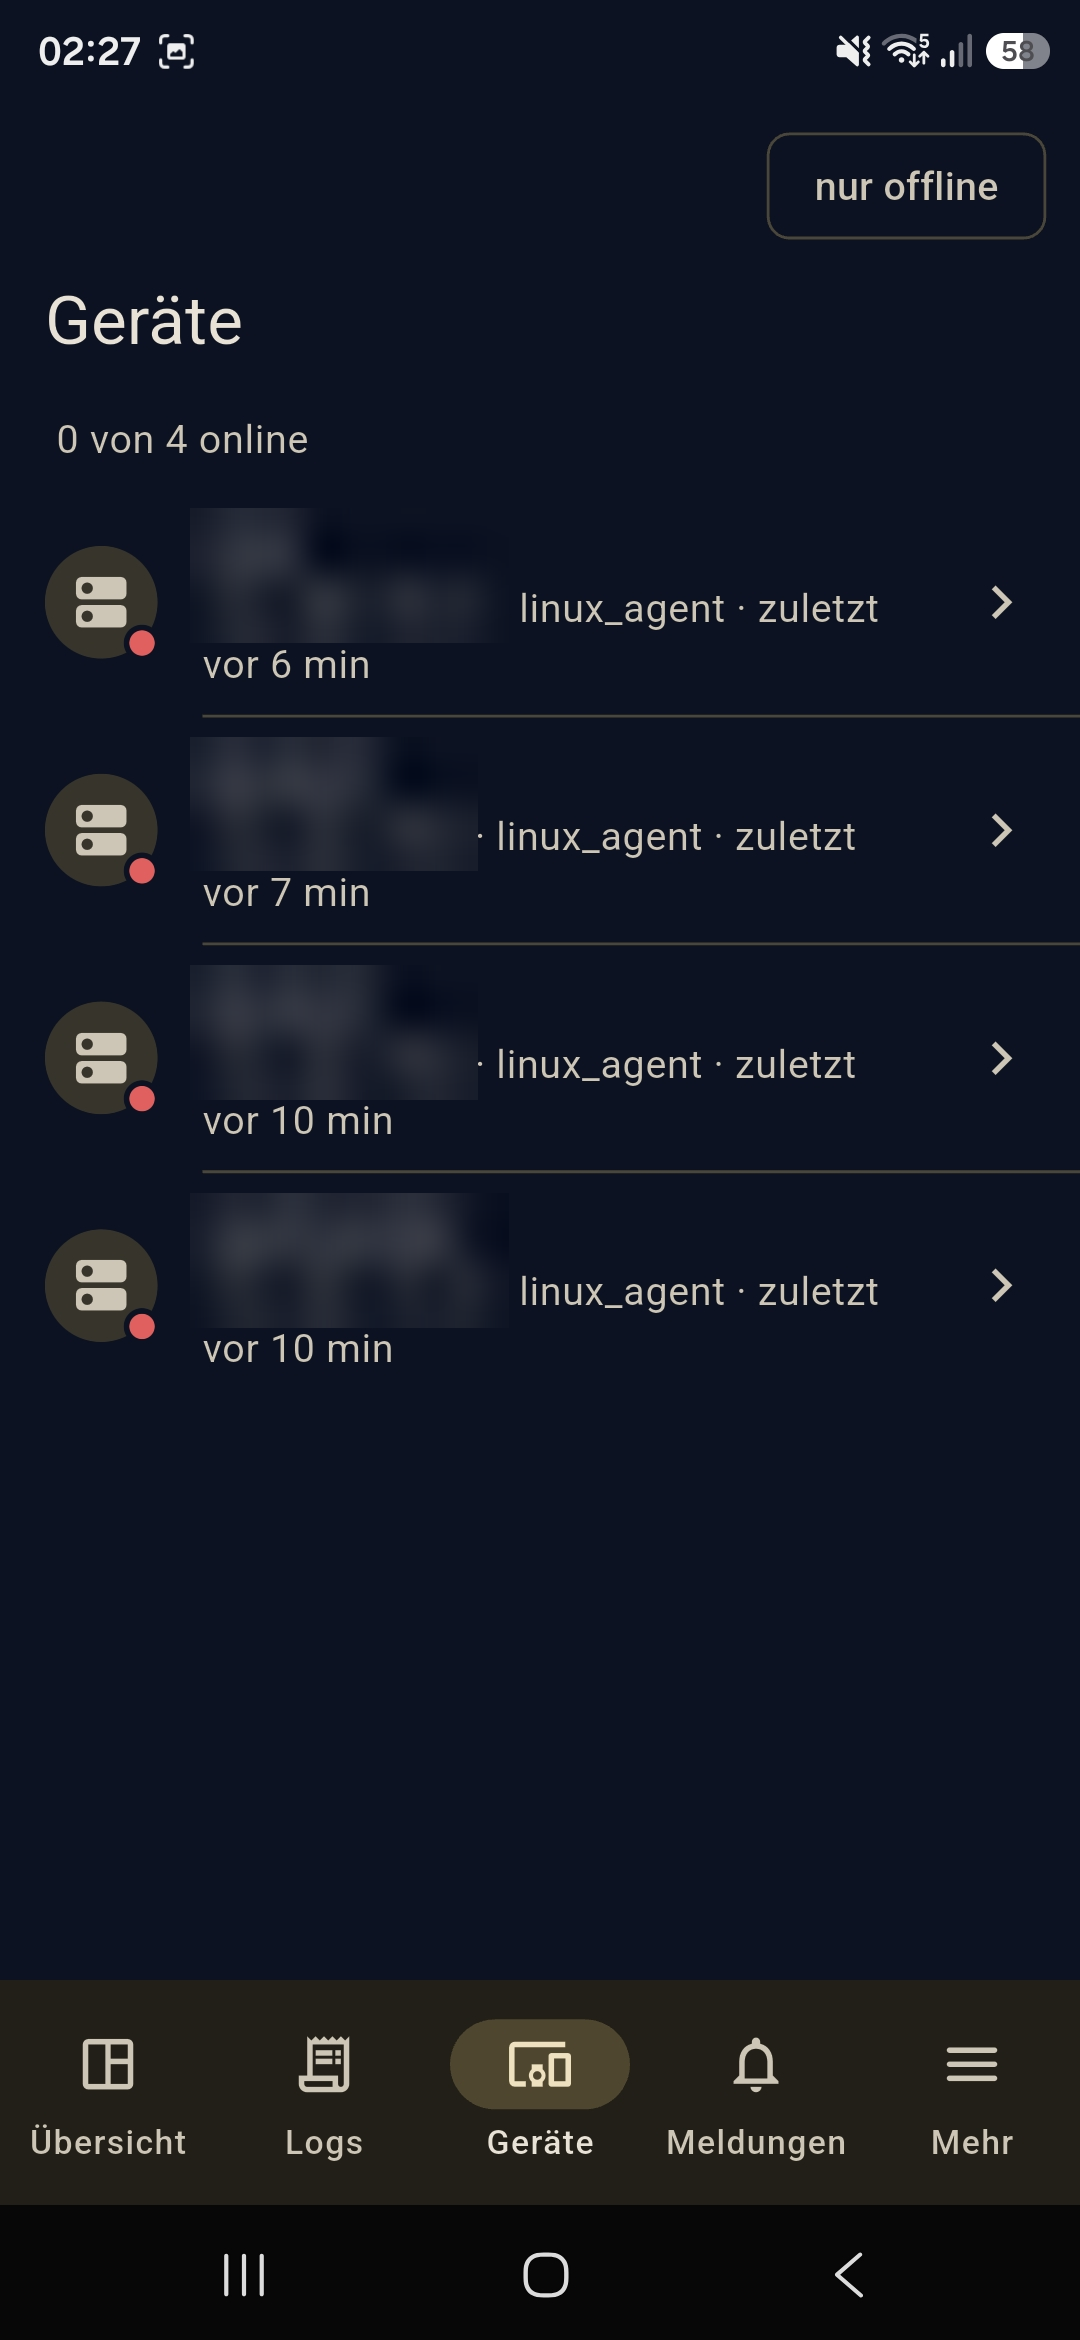 02:27
5
58
nur offline
Geräte
0 von 4 online
linux_agent · zuletzt
vor 6 min
· linux_agent · zuletzt
vor 7 min
· linux_agent · zuletzt
vor 10 min
linux_agent · zuletzt
vor 10 min
Übersicht Logs Geräte Meldungen Mehr